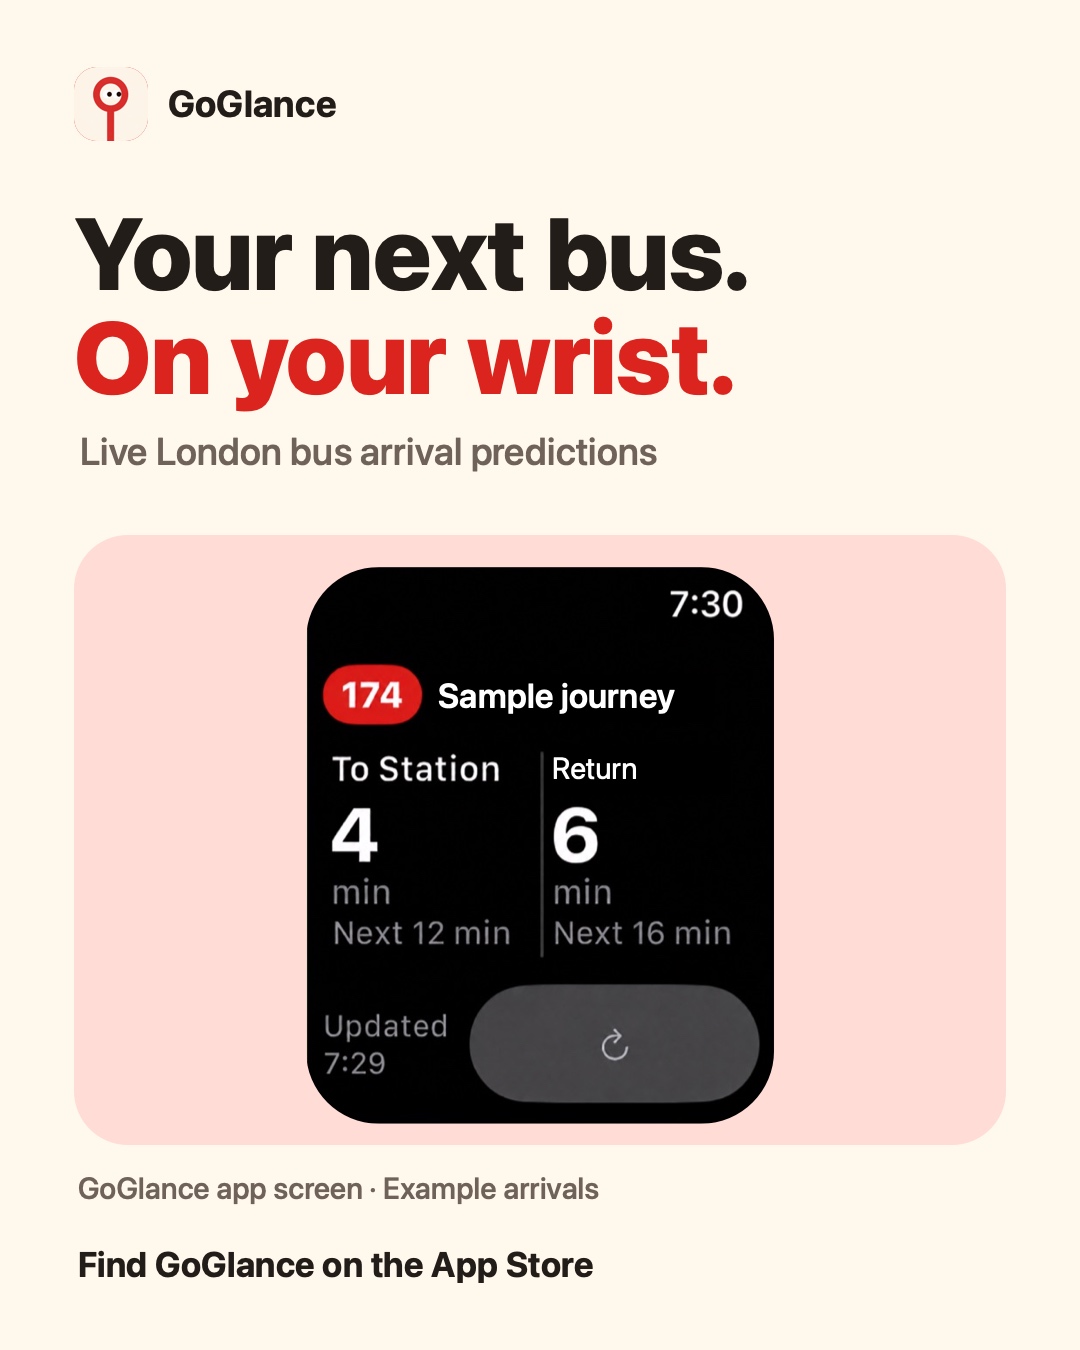 GoGlance
Your next bus.
On your wrist.
Live London bus arrival predictions
7:30
174 Sample journey
To Station Return
4 6
min min
Next 12 min Next 16 min
Updated
7:29
GoGlance app screen · Example arrivals
Find GoGlance on the App Store